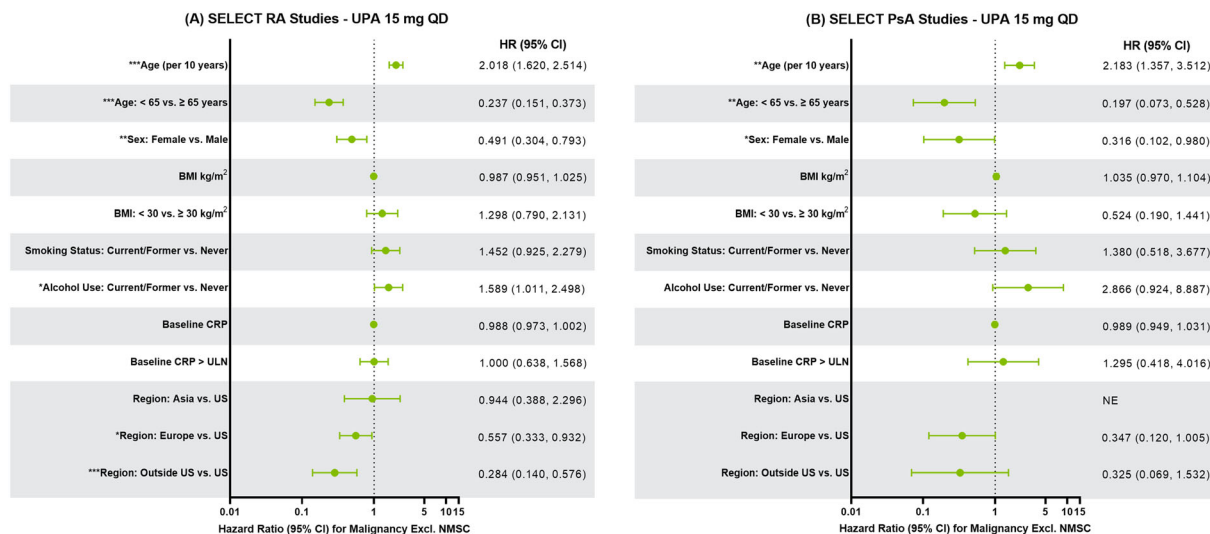 (A) SELECT RA Studies - UPA 15 mg QD
HR (95% CI)
***Age (per 10 years) 2.018 (1.620, 2.514)
***Age: < 65 vs. ≥ 65 years 0.237 (0.151, 0.373)
**Sex: Female vs. Male 0.491 (0.304, 0.793)
BMI kg/m² 0.987 (0.951, 1.025)
BMI: < 30 vs. ≥ 30 kg/m² 1.298 (0.790, 2.131)
Smoking Status: Current/Former vs. Never 1.452 (0.925, 2.279)
*Alcohol Use: Current/Former vs. Never 1.589 (1.011, 2.498)
Baseline CRP 0.988 (0.973, 1.002)
Baseline CRP > ULN 1.000 (0.638, 1.568)
Region: Asia vs. US 0.944 (0.388, 2.296)
*Region: Europe vs. US 0.557 (0.333, 0.932)
***Region: Outside US vs. US 0.284 (0.140, 0.576)
0.01 0.1 1 5 10 15
Hazard Ratio (95% CI) for Malignancy Excl. NMSC
(B) SELECT PsA Studies - UPA 15 mg QD
HR (95% CI)
**Age (per 10 years) 2.183 (1.357, 3.512)
**Age: < 65 vs. ≥ 65 years 0.197 (0.073, 0.528)
*Sex: Female vs. Male 0.316 (0.102, 0.980)
BMI kg/m² 1.035 (0.970, 1.104)
BMI: < 30 vs. ≥ 30 kg/m² 0.524 (0.190, 1.441)
Smoking Status: Current/Former vs. Never 1.380 (0.518, 3.677)
Alcohol Use: Current/Former vs. Never 2.866 (0.924, 8.887)
Baseline CRP 0.989 (0.949, 1.031)
Baseline CRP > ULN 1.295 (0.418, 4.016)
Region: Asia vs. US NE
Region: Europe vs. US 0.347 (0.120, 1.005)
Region: Outside US vs. US 0.325 (0.069, 1.532)
0.01 0.1 1 5 10 15
Hazard Ratio (95% CI) for Malignancy Excl. NMSC